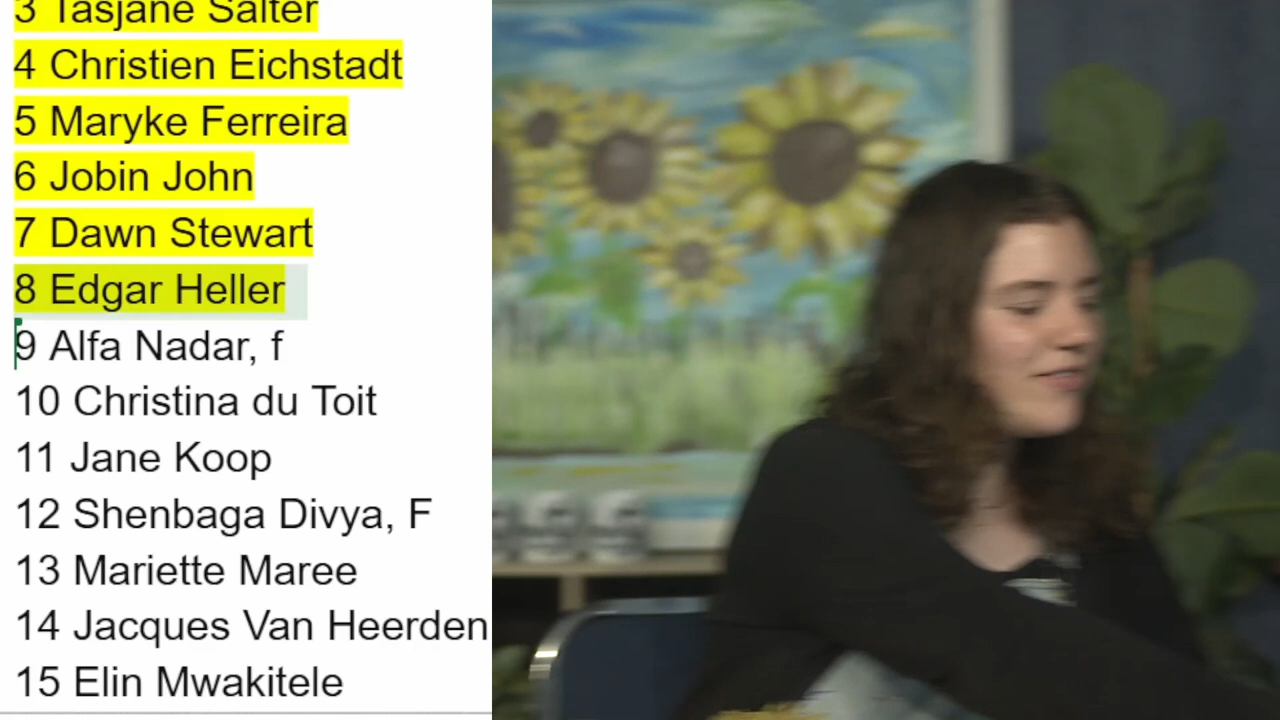 3 Tasjane Salter
4 Christien Eichstadt
5 Maryke Ferreira
6 Jobin John
7 Dawn Stewart
8 Edgar Heller
9 Alfa Nadar, f
10 Christina du Toit
11 Jane Koop
12 Shenbaga Divya, F
13 Mariette Maree
14 Jacques Van Heerden
15 Elin Mwakitele